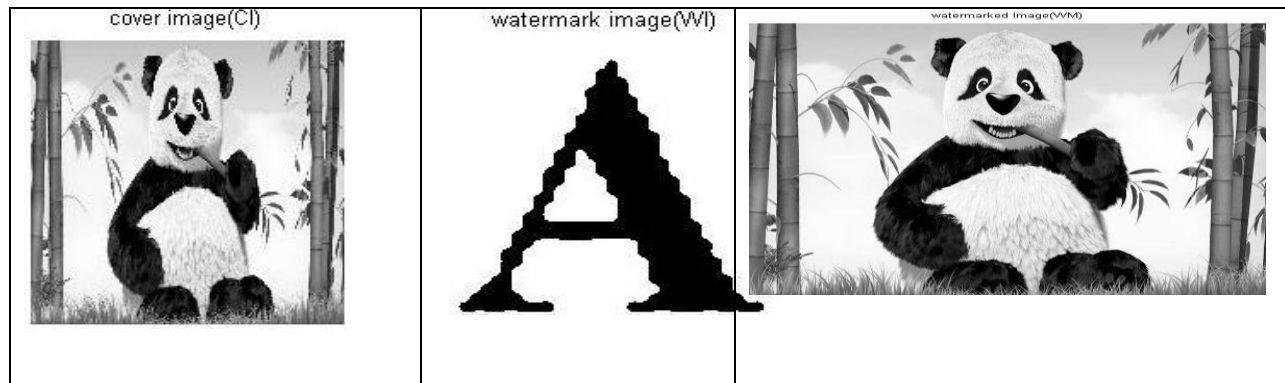 cover image(CI)
watermark image(WI)
watermarked Image(WM)
A